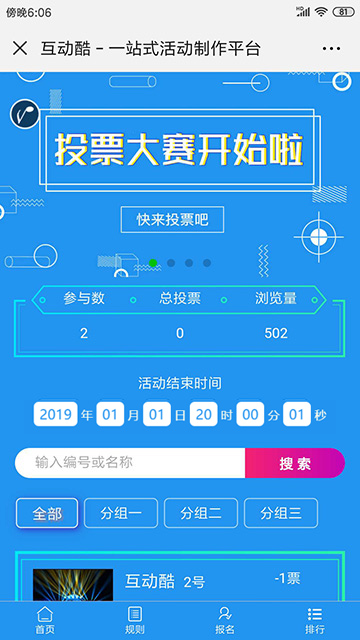 傍晚6:06
HD 4G 81
互动酷 - 一站式活动制作平台
投票大赛开始啦
快来投票吧
参与数 总投票 浏览量
2 0 502
活动结束时间
2019 年 01 月 01 日 20 时 00 分 01 秒
输入编号或名称 搜索
全部 分组一 分组二 分组三
互动酷 2号 -1票
首页 规则 报名 排行